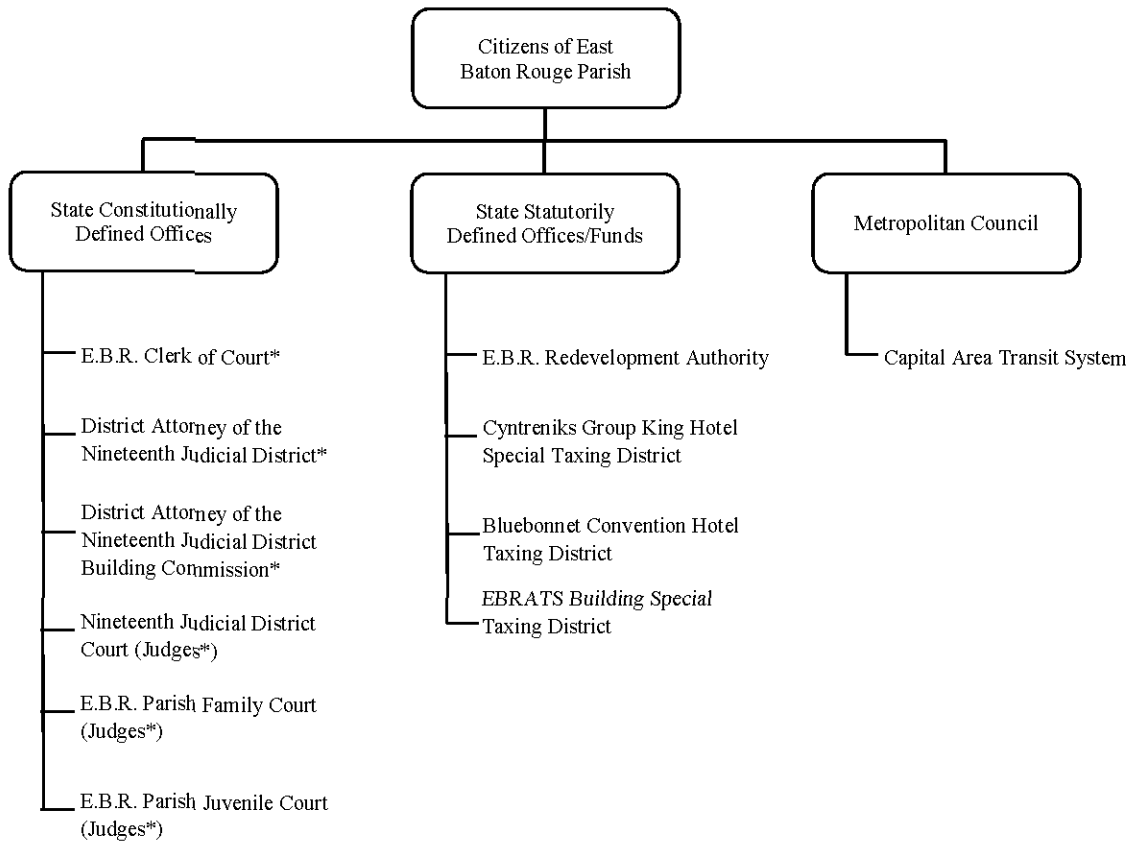 Citizens of East
Baton Rouge Parish
State Constitutionally
Defined Offices
State Statutorily
Defined Offices/Funds
Metropolitan Council
E.B.R. Clerk of Court*
District Attorney of the
Nineteenth Judicial District*
District Attorney of the
Nineteenth Judicial District
Building Commission*
Nineteenth Judicial District
Court (Judges*)
E.B.R. Parish Family Court
(Judges*)
E.B.R. Parish Juvenile Court
(Judges*)
E.B.R. Redevelopment Authority
Cyntreniks Group King Hotel
Special Taxing District
Bluebonnet Convention Hotel
Taxing District
EBRATS Building Special
Taxing District
Capital Area Transit System